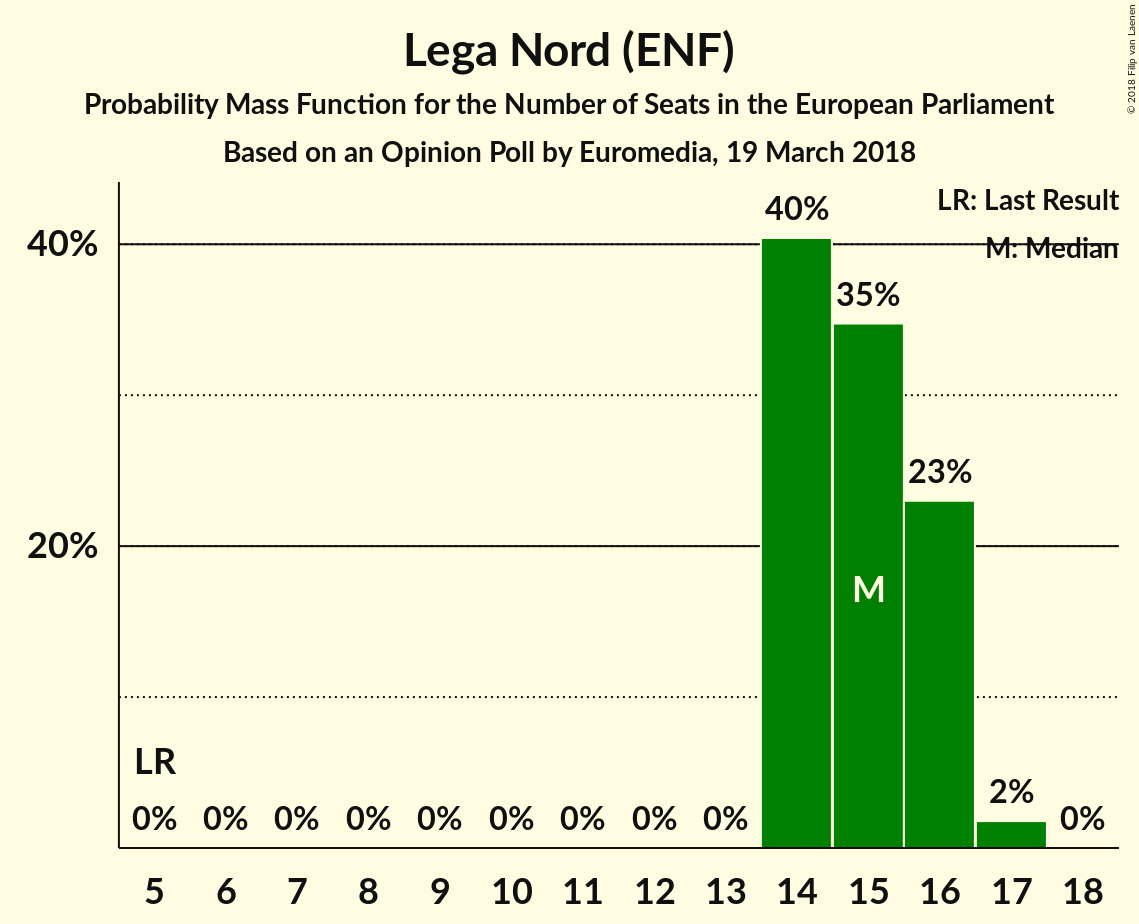 Lega Nord (ENF)
Probability Mass Function for the Number of Seats in the European Parliament
Based on an Opinion Poll by Euromedia, 19 March 2018
© 2018 Filip van Laenen
LR: Last Result
M: Median
40%
20%
40%
35%
23%
M
LR
2%
0% 0% 0% 0% 0% 0% 0% 0% 0% 0%
5 6 7 8 9 10 11 12 13 14 15 16 17 18